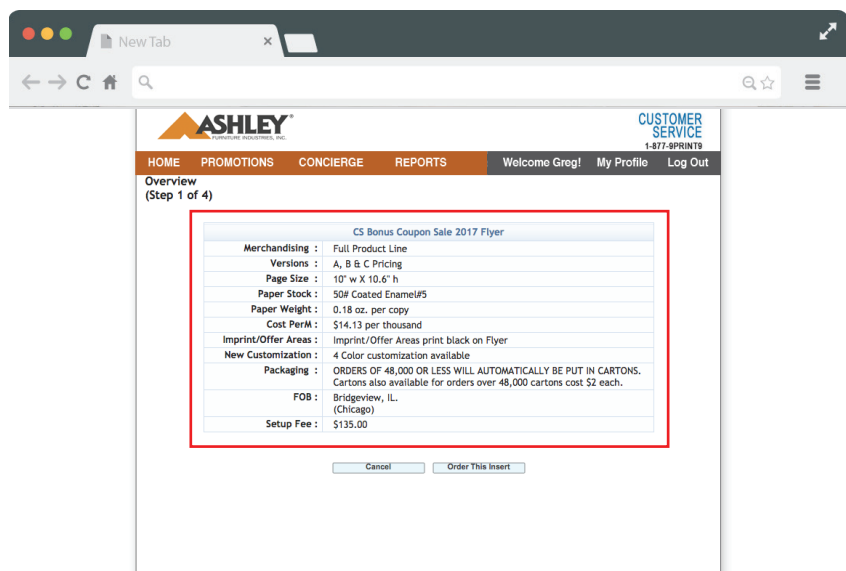 New Tab
ASHLEY®
FURNITURE INDUSTRIES, INC.
CUSTOMER
SERVICE
1-877-9PRINT9
HOME PROMOTIONS CONCIERGE REPORTS Welcome Greg! My Profile Log Out
Overview
(Step 1 of 4)
CS Bonus Coupon Sale 2017 Flyer
Merchandising : Full Product Line
Versions : A, B & C Pricing
Page Size : 10" w X 10.6" h
Paper Stock : 50# Coated Enamel#5
Paper Weight : 0.18 oz. per copy
Cost PerM : $14.13 per thousand
Imprint/Offer Areas : Imprint/Offer Areas print black on Flyer
New Customization : 4 Color customization available
Packaging : ORDERS OF 48,000 OR LESS WILL AUTOMATICALLY BE PUT IN CARTONS.
Cartons also available for orders over 48,000 cartons cost $2 each.
FOB : Bridgeview, IL.
(Chicago)
Setup Fee : $135.00
Cancel Order This Insert